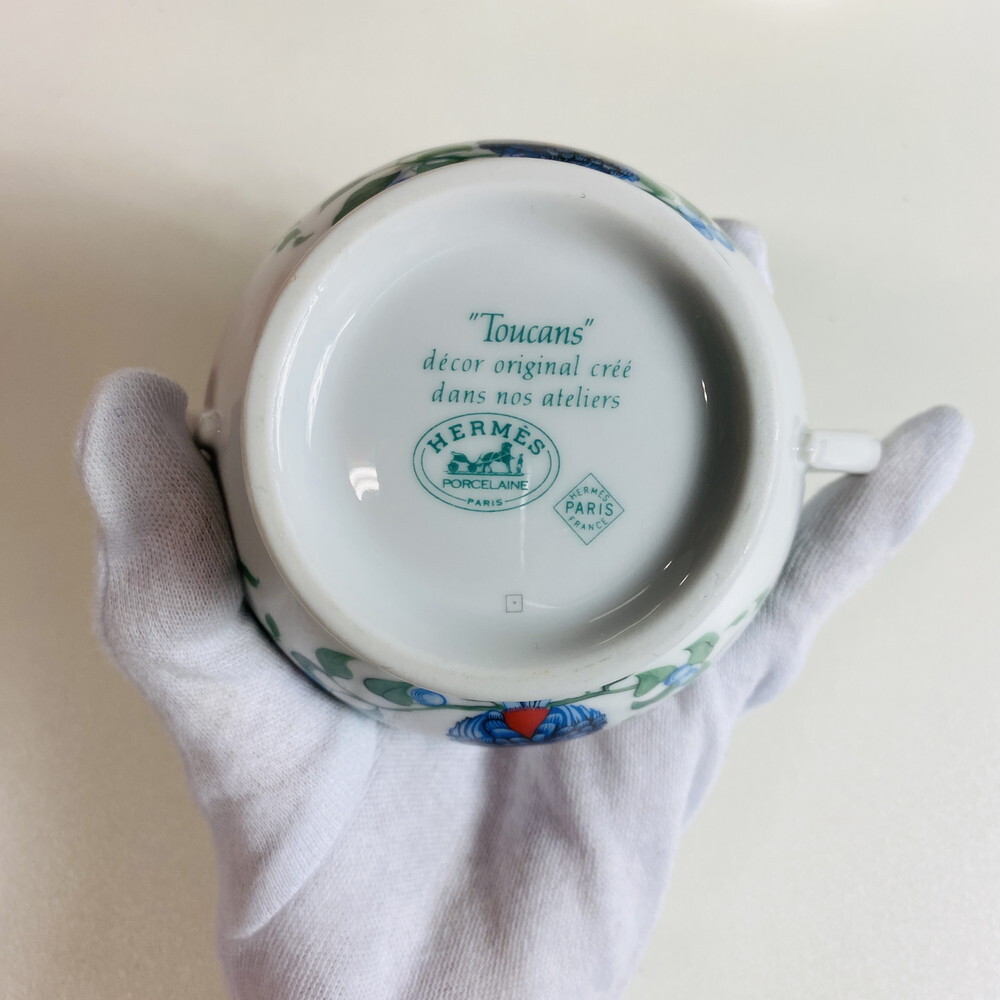 "Toucans"
décor original créé
dans nos ateliers
HERMÈS
PORCELAINE
PARIS
HERMÈS
PARIS
FRANCE